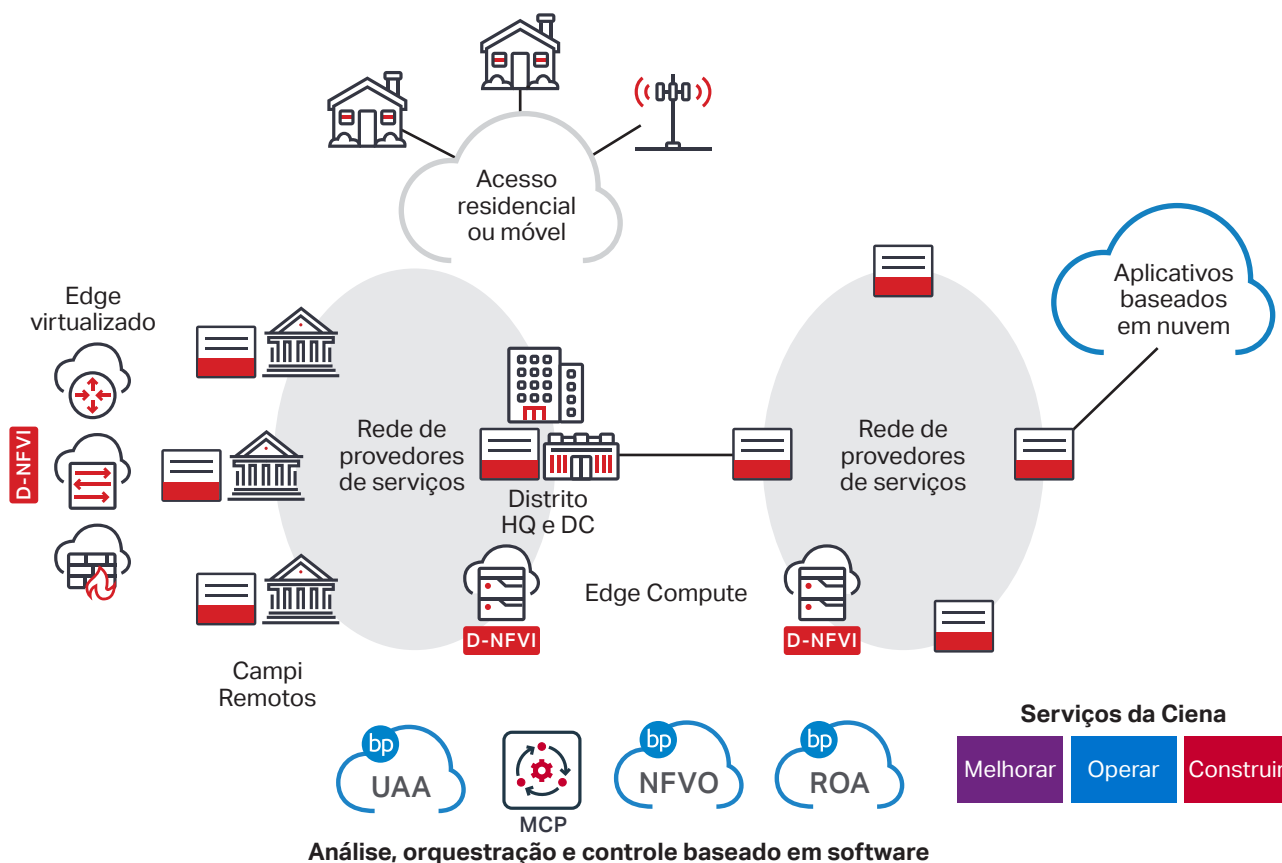 Acesso
residencial
ou móvel
Aplicativos
baseados
em nuvem
Edge
virtualizado
D-NFVI
Rede de
provedores
de serviços
Distrito
HQ e DC
Rede de
provedores
de serviços
Edge Compute
D-NFVI
D-NFVI
Campi
Remotos
bp
UAA
MCP
bp
NFVO
bp
ROA
Serviços da Ciena
Melhorar
Operar
Construir
Análise, orquestração e controle baseado em software